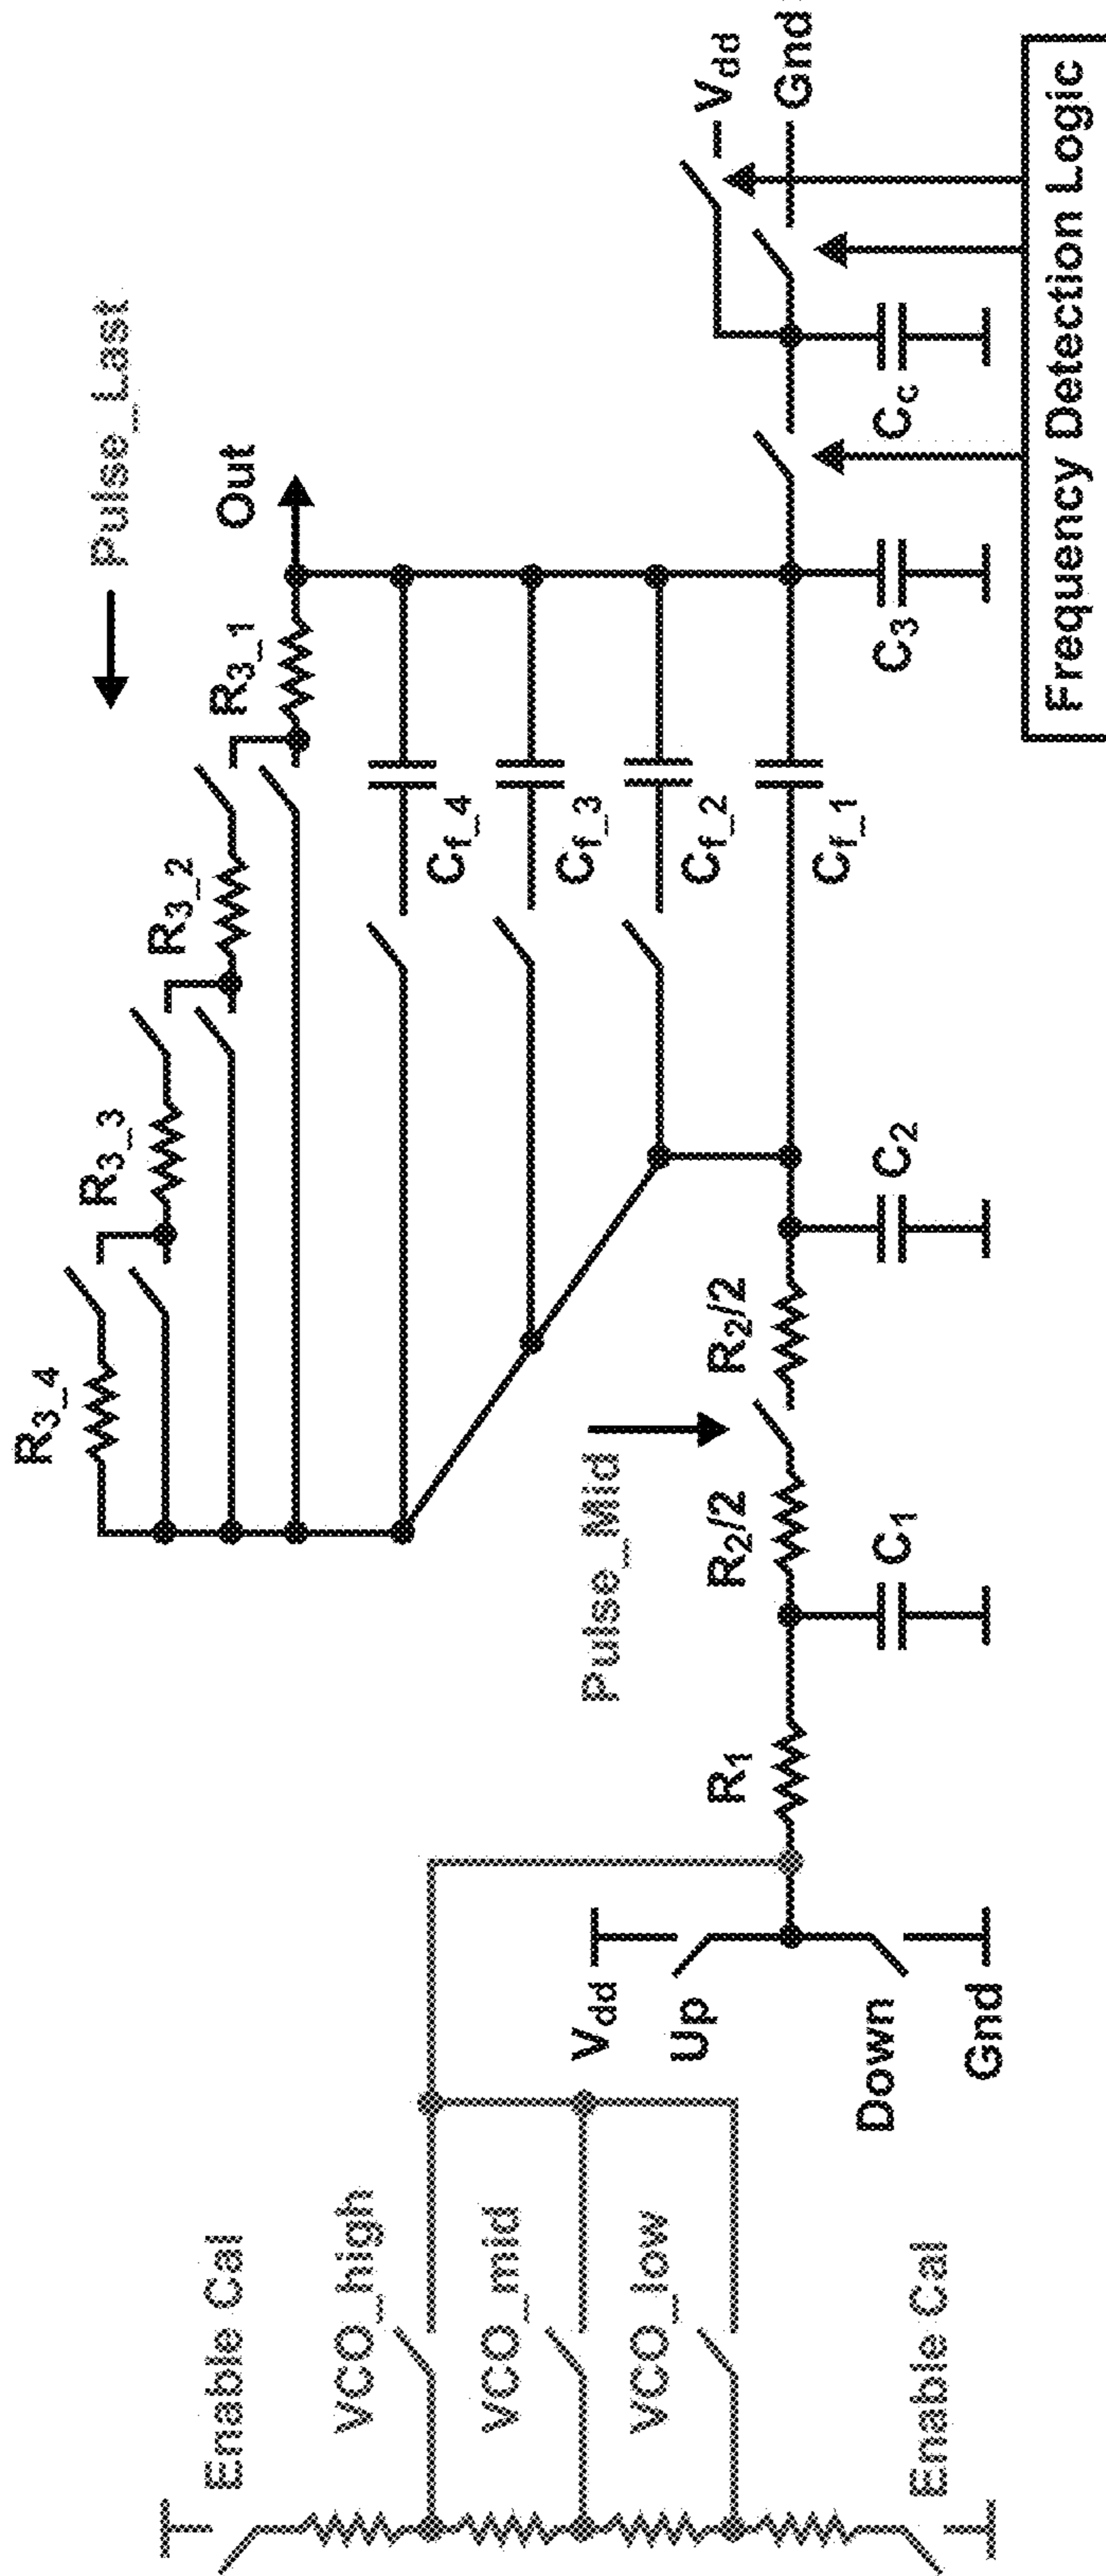 Enable Cal
VCO_high
VCO_mid
VCO_low
Enable Cal
Vdd
Up
Down
Gnd
R1
C1
R2/2
Pulse_Mid
R2/2
C2
R3_4
R3_3
R3_2
R3_1
Pulse_Last
Out
Cf_4
Cf_3
Cf_2
Cf_1
C3
Cc
Vdd
Gnd
Frequency Detection Logic